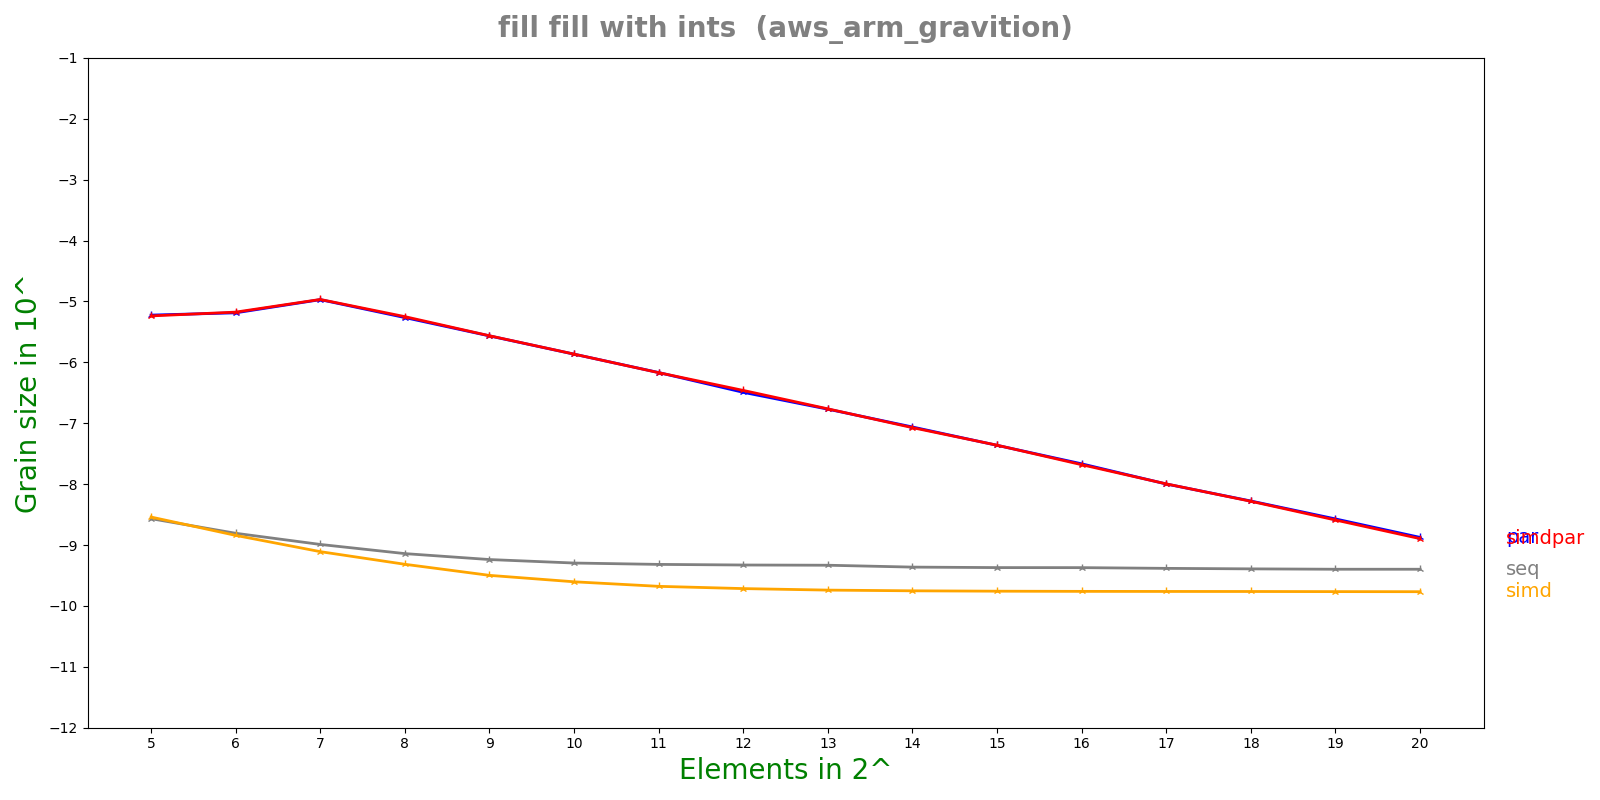 fill fill with ints  (aws_arm_gravition)
−1
−2
−3
−4
−5
−6
−7
−8
−9
−10
−11
−12
Grain size in 10^
5 6 7 8 9 10 11 12 13 14 15 16 17 18 19 20
Elements in 2^
par
simdpar
seq
simd